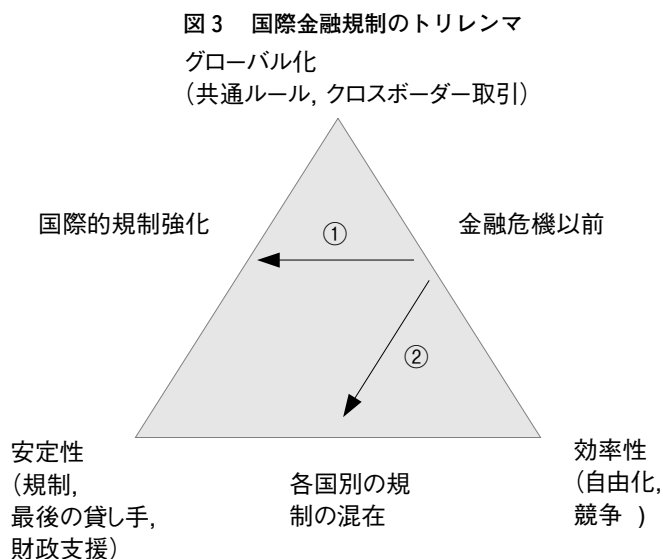 図3 国際金融規制のトリレンマ
グローバル化
（共通ルール, クロスボーダー取引）
国際的規制強化
①
金融危機以前
②
安定性
（規制,
最後の貸し手,
財政支援）
各国別の規
制の混在
効率性
（自由化,
競争 ）